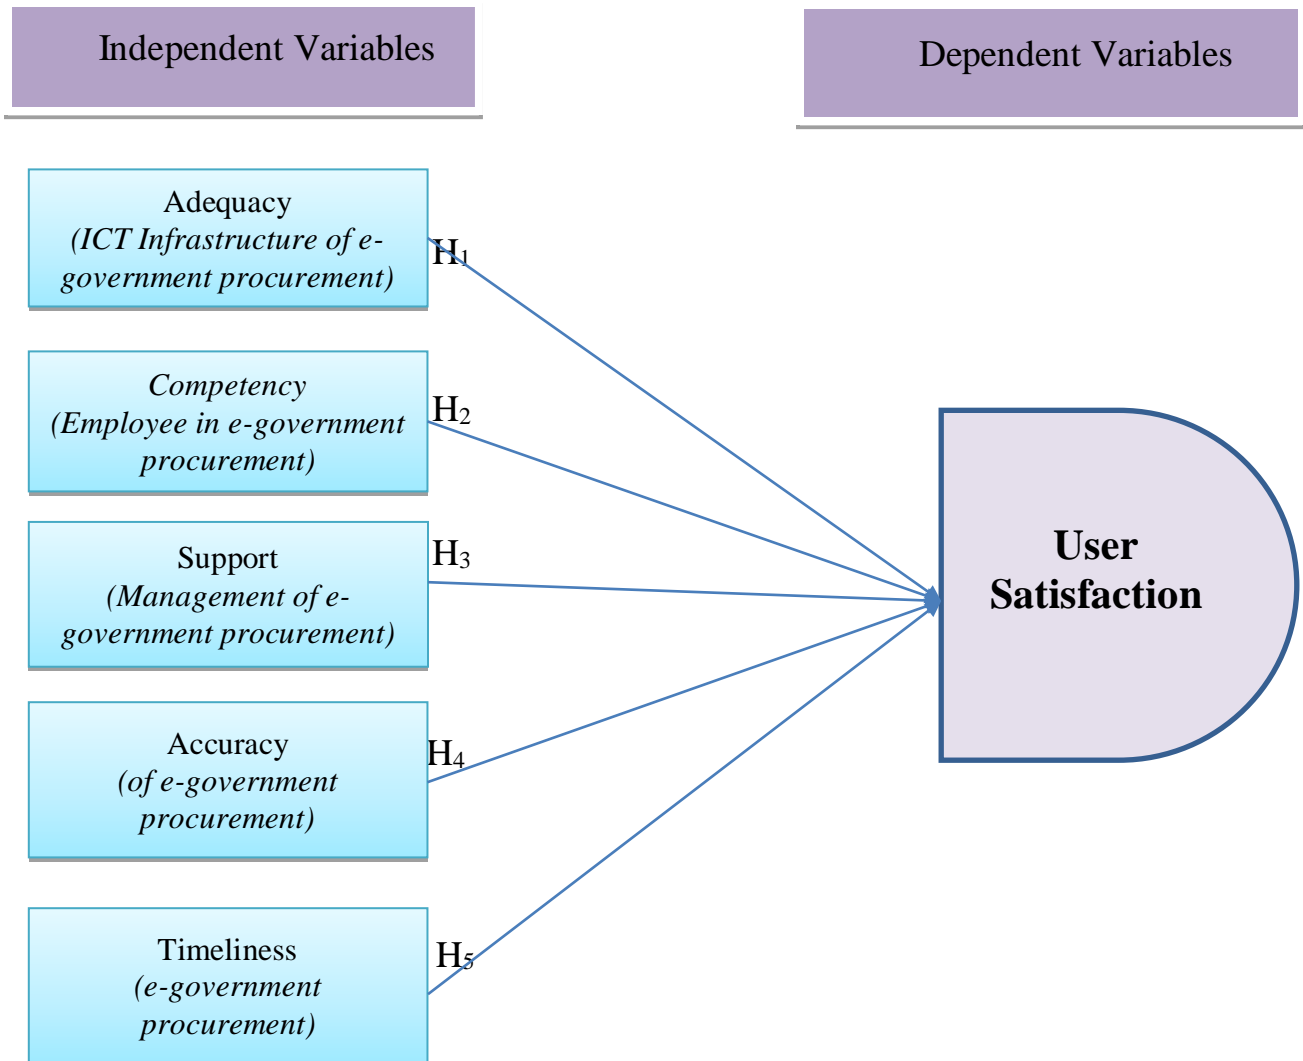 Independent Variables
Dependent Variables
Adequacy
(ICT Infrastructure of e-
government procurement)
H₁
Competency
(Employee in e-government
procurement)
H₂
Support
(Management of e-
government procurement)
H₃
Accuracy
(of e-government
procurement)
H₄
Timeliness
(e-government
procurement)
H₅
User
Satisfaction